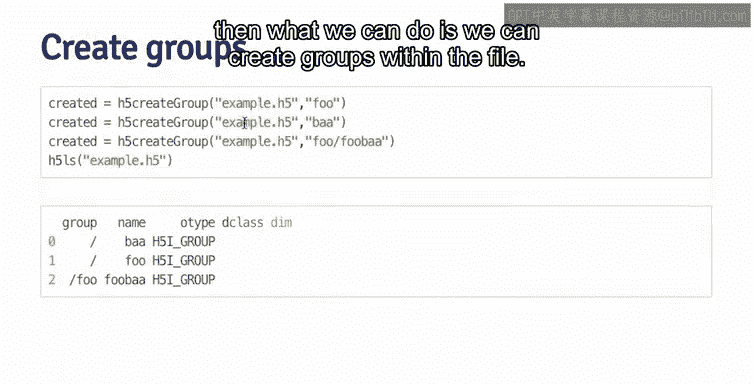 then what we can do is we can
create groups within the file.
Create groups
created = h5createGroup("example.h5","foo")
created = h5createGroup("example.h5","baa")
created = h5createGroup("example.h5","foo/foobaa")
h5ls("example.h5")
group name otype dclass dim
0 / baa H5I_GROUP
1 / foo H5I_GROUP
2 /foo foobaa H5I_GROUP